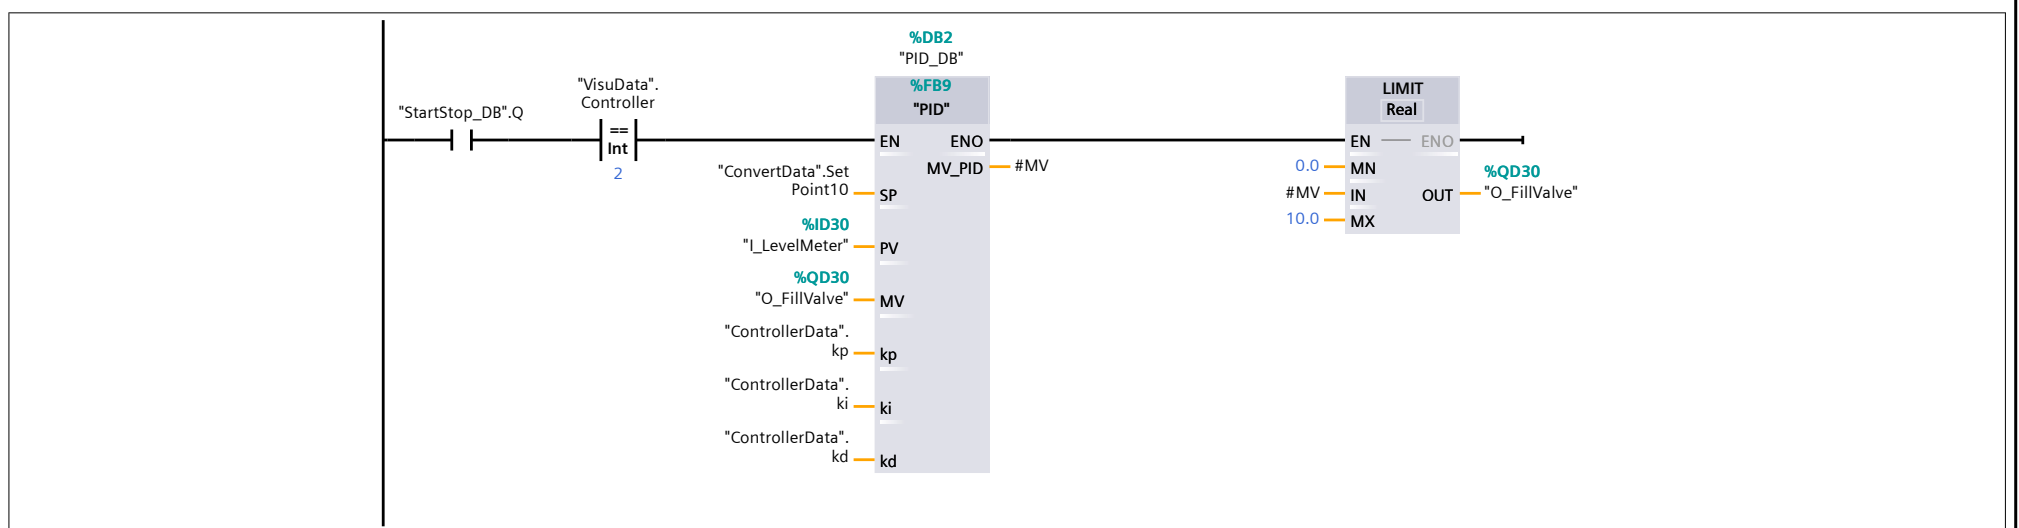 %DB2
"PID_DB"
"StartStop_DB".Q
"VisuData".
Controller
==
Int
2
%FB9
"PID"
EN
ENO
MV_PID
#MV
"ConvertData".Set
Point10
SP
%ID30
"I_LevelMeter"
PV
%QD30
"O_FillValve"
MV
"ControllerData".
kp
kp
"ControllerData".
ki
ki
"ControllerData".
kd
kd
LIMIT
Real
EN
ENO
0.0
MN
#MV
IN
10.0
MX
OUT
%QD30
"O_FillValve"